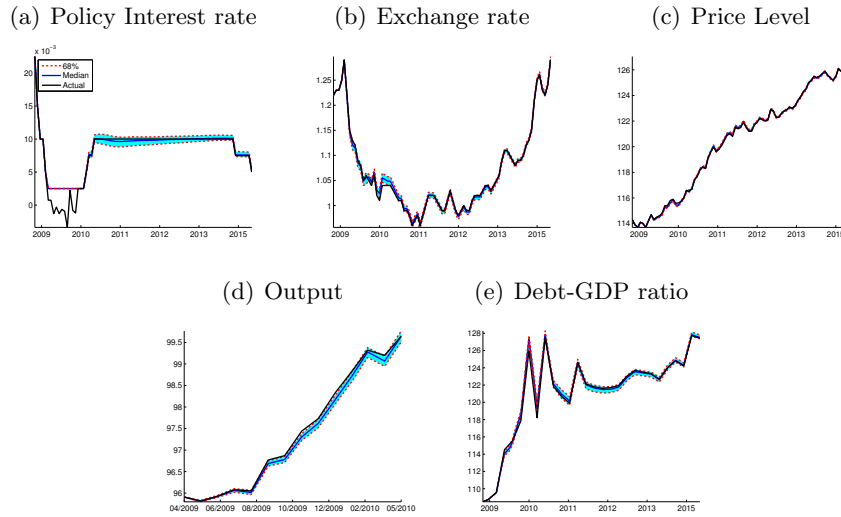 (a) Policy Interest rate
(b) Exchange rate
(c) Price Level
x 10⁻³
20
15
10
5
0
68%
Median
Actual
2009 2010 2011 2012 2013 2014 2015
1.25
1.2
1.15
1.1
1.05
1
2009 2010 2011 2012 2013 2014 2015
126
124
122
120
118
116
114
2009 2010 2011 2012 2013 2014
(d) Output
(e) Debt-GDP ratio
99.5
99
98.5
98
97.5
97
96.5
96
04/2009 06/2009 08/2009 10/2009 12/2009 02/2010 05/2010
128
126
124
122
120
118
116
114
112
110
2009 2010 2011 2012 2013 2014 2015